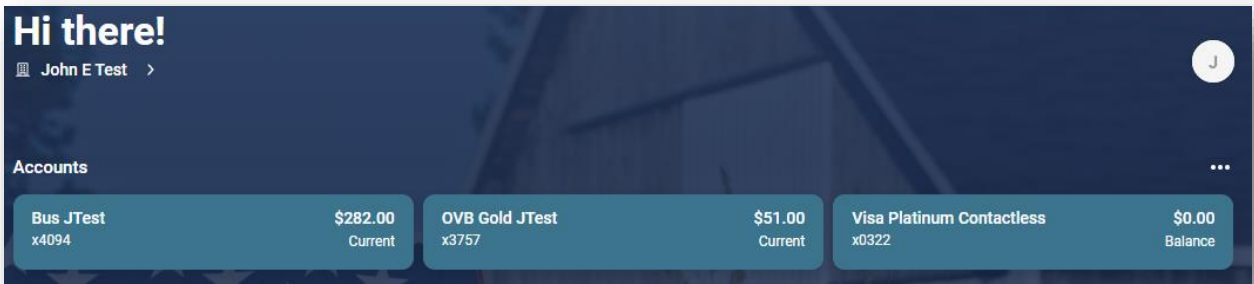 Hi there!
John E Test
J
Accounts
Bus JTest $282.00
x4094 Current
OVB Gold JTest $51.00
x3757 Current
Visa Platinum Contactless $0.00
x0322 Balance